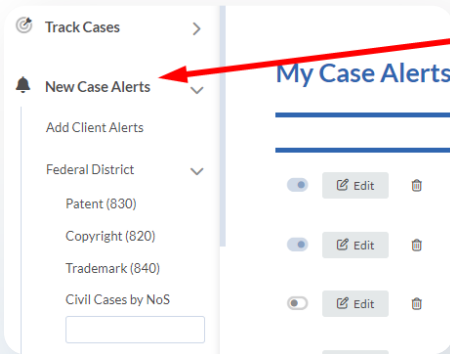 Track Cases
New Case Alerts
Add Client Alerts
Federal District
Patent (830)
Copyright (820)
Trademark (840)
Civil Cases by NoS
My Case Alerts
Edit
Edit
Edit